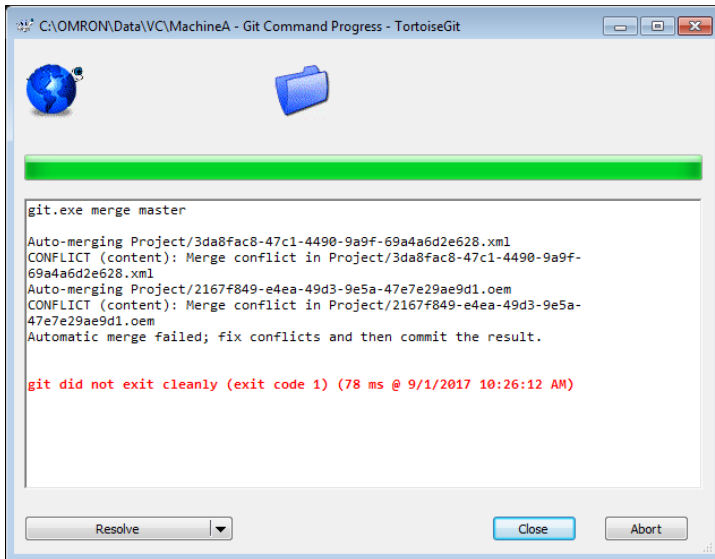 C:\OMRON\Data\VC\MachineA - Git Command Progress - TortoiseGit
git.exe merge master
Auto-merging Project/3da8fac8-47c1-4490-9a9f-69a4a6d2e628.xml
CONFLICT (content): Merge conflict in Project/3da8fac8-47c1-4490-9a9f-
69a4a6d2e628.xml
Auto-merging Project/2167f849-e4ea-49d3-9e5a-47e7e29ae9d1.oem
CONFLICT (content): Merge conflict in Project/2167f849-e4ea-49d3-9e5a-
47e7e29ae9d1.oem
Automatic merge failed; fix conflicts and then commit the result.
git did not exit cleanly (exit code 1) (78 ms @ 9/1/2017 10:26:12 AM)
Resolve
Close
Abort